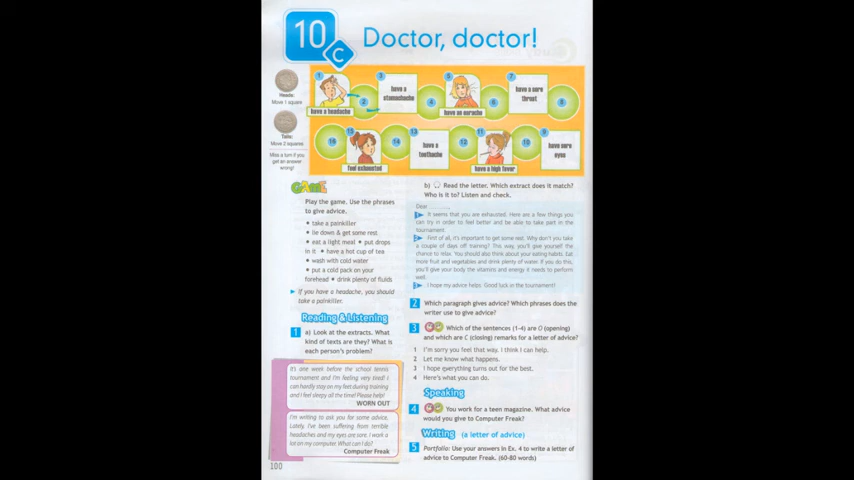 10
C
Doctor, doctor!
Heads:
Move 1 square
Tails:
Move 2 squares
Miss a turn if you
get an answer
wrong!
1
have a headache
2
3
have a
stomachache
4
5
have an earache
6
7
have a sore
throat
8
9
have sore
eyes
10
11
have a high fever
12
13
have a
toothache
14
15
feel exhausted
16
GAME
Play the game. Use the phrases
to give advice.
• take a painkiller
• lie down & get some rest
• eat a light meal • put drops
in it • have a hot cup of tea
• wash with cold water
• put a cold pack on your
forehead • drink plenty of fluids
If you have a headache, you should
take a painkiller.
Reading & Listening
1 a) Look at the extracts. What
kind of texts are they? What is
each person's problem?
It's one week before the school tennis
tournament and I'm feeling very tired! I
can hardly stay on my feet during training
and I feel sleepy all the time! Please help!
WORN OUT
I'm writing to ask you for some advice.
Lately, I've been suffering from terrible
headaches and my eyes are sore. I work a
lot on my computer. What can I do?
Computer Freak
100
b) Read the letter. Which extract does it match?
Who is it to? Listen and check.
Dear ..........,
It seems that you are exhausted. Here are a few things you
can try in order to feel better and be able to take part in the
tournament.
First of all, it's important to get some rest. Why don't you take
a couple of days off training? This way, you'll give yourself the
chance to relax. You should also think about your eating habits. Eat
more fruit and vegetables and drink plenty of water. If you do this,
you'll give your body the vitamins and energy it needs to perform
well.
I hope my advice helps. Good luck in the tournament!
2 Which paragraph gives advice? Which phrases does the
writer use to give advice?
3 Which of the sentences (1-4) are O (opening)
and which are C (closing) remarks for a letter of advice?
1 I'm sorry you feel that way. I think I can help.
2 Let me know what happens.
3 I hope everything turns out for the best.
4 Here's what you can do.
Speaking
4 You work for a teen magazine. What advice
would you give to Computer Freak?
Writing (a letter of advice)
5 Portfolio: Use your answers in Ex. 4 to write a letter of
advice to Computer Freak. (60-80 words)